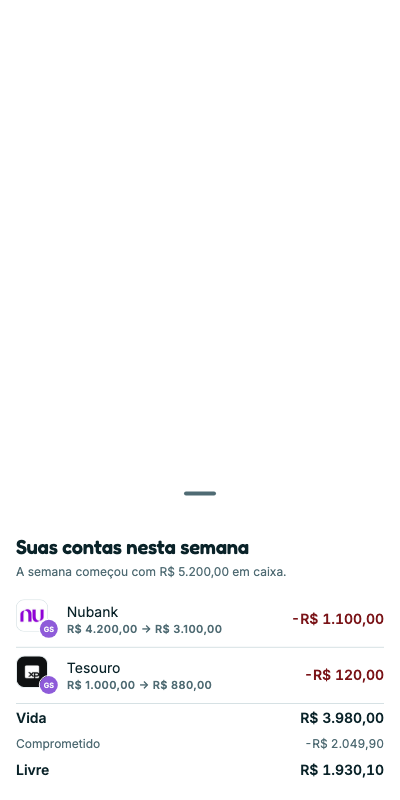 Suas contas nesta semana
A semana começou com R$ 5.200,00 em caixa.
nu
GS
Nubank
R$ 4.200,00 → R$ 3.100,00
-R$ 1.100,00
xp
GS
Tesouro
R$ 1.000,00 → R$ 880,00
-R$ 120,00
Vida
R$ 3.980,00
Comprometido
-R$ 2.049,90
Livre
R$ 1.930,10